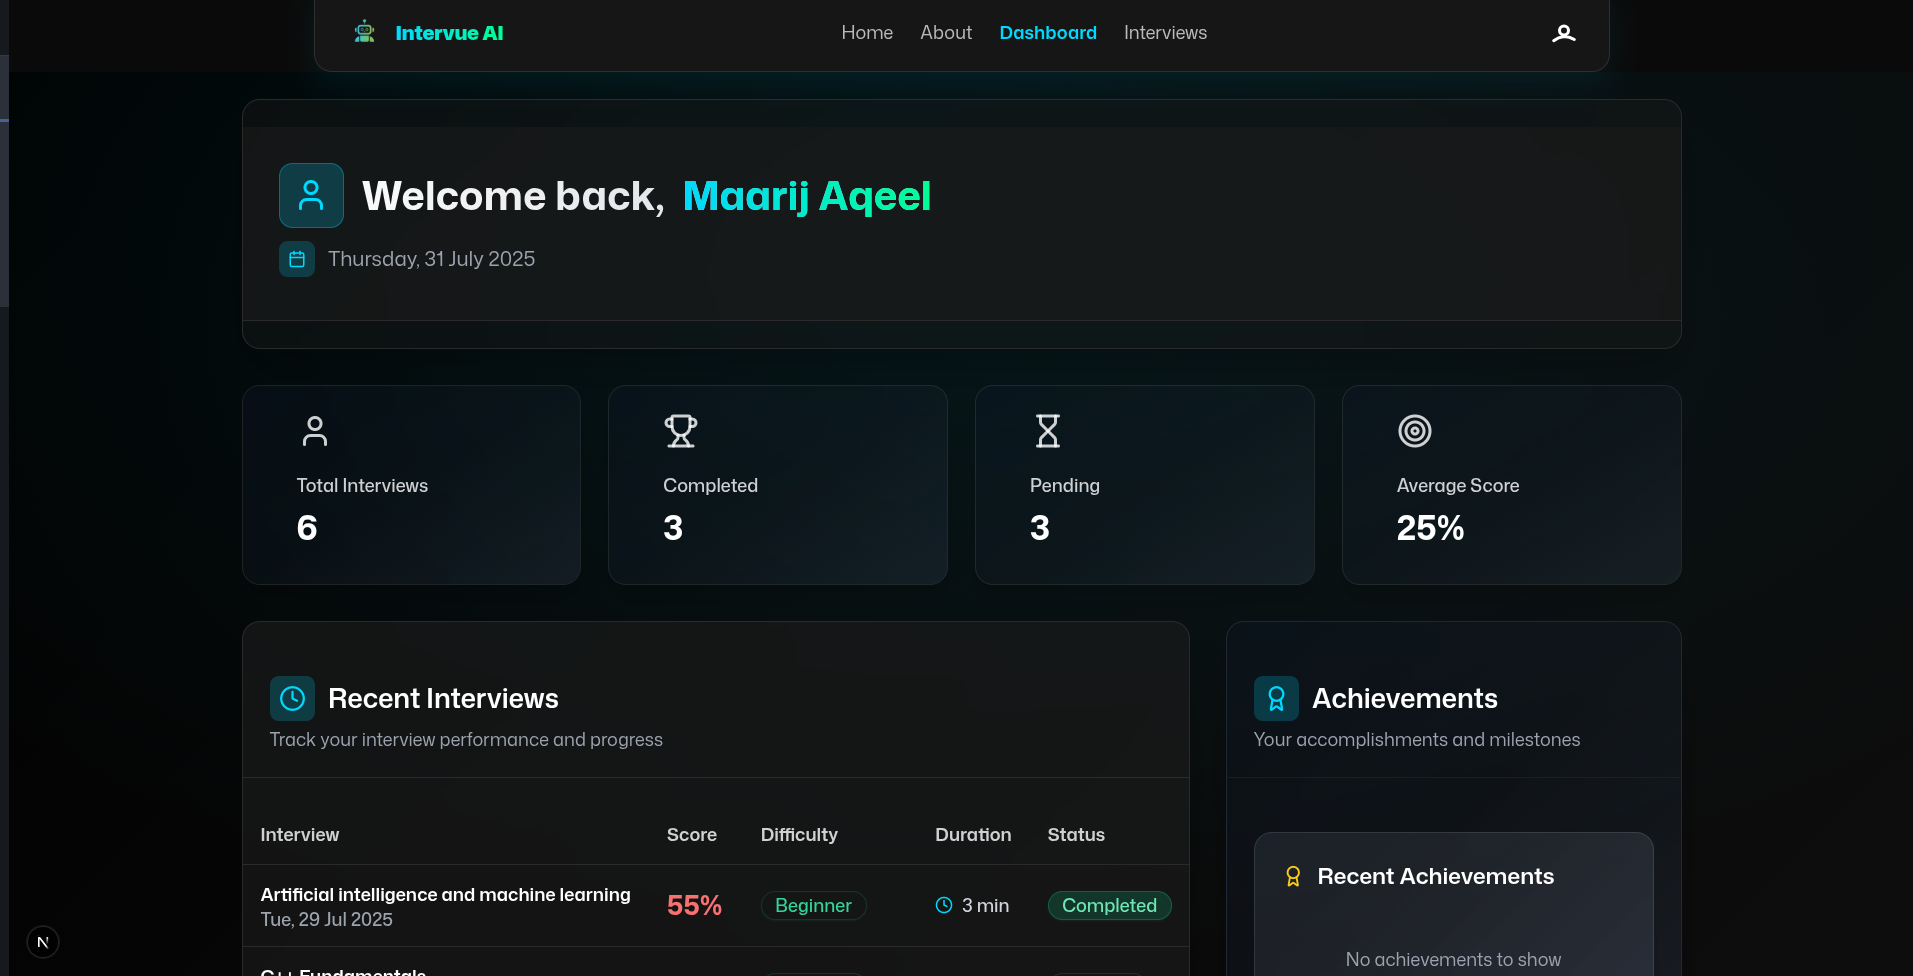 Intervue AI
Home About Dashboard Interviews
Welcome back, Maarij Aqeel
Thursday, 31 July 2025
Total Interviews
6
Completed
3
Pending
3
Average Score
25%
Recent Interviews
Track your interview performance and progress
Interview Score Difficulty Duration Status
Artificial intelligence and machine learning
Tue, 29 Jul 2025
55% Beginner 3 min Completed
C++ Fundamentals
Achievements
Your accomplishments and milestones
Recent Achievements
No achievements to show
N